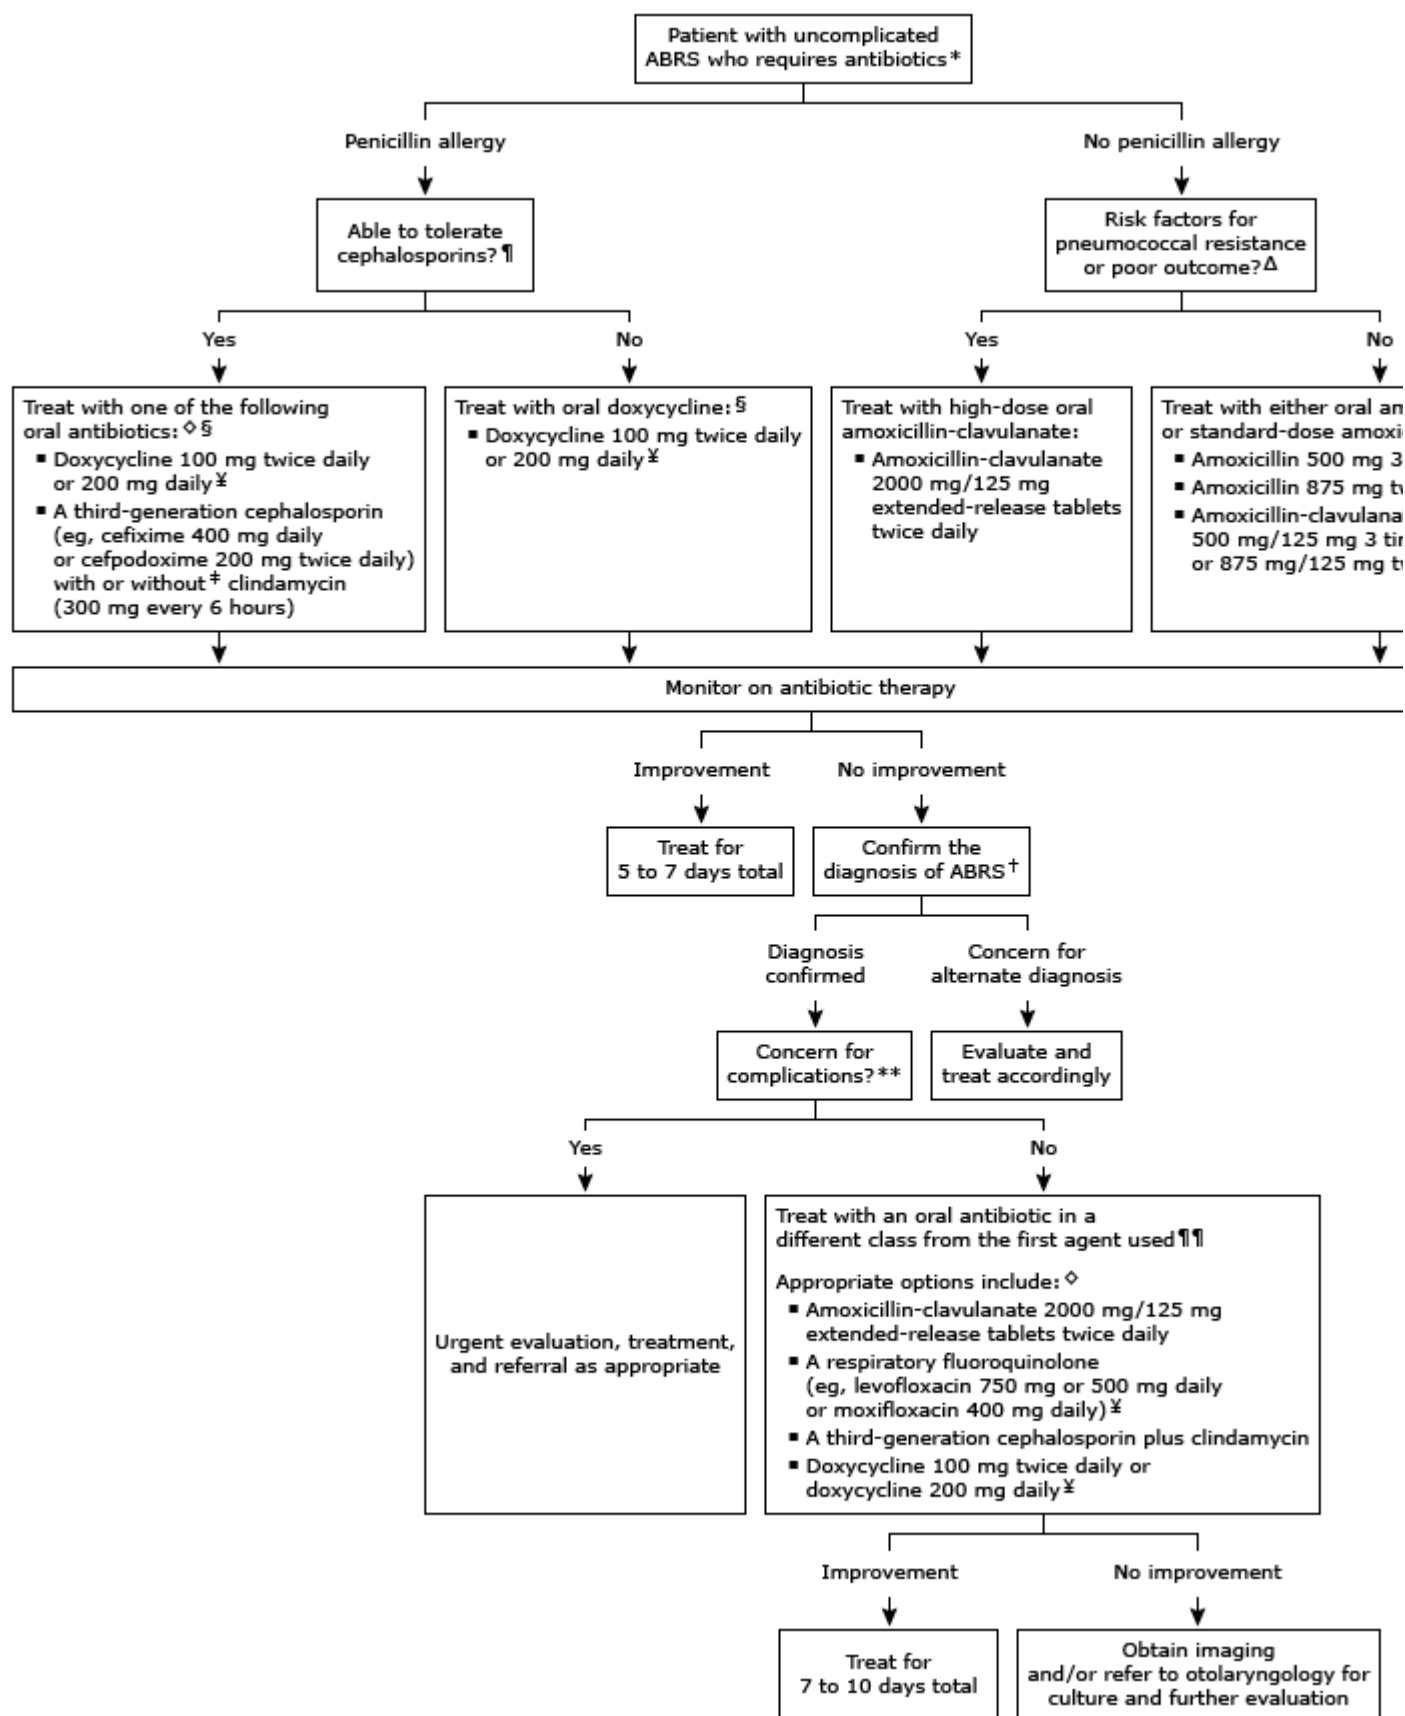 Patient with uncomplicated
ABRS who requires antibiotics*
Penicillin allergy
No penicillin allergy
Able to tolerate
cephalosporins?¶
Risk factors for
pneumococcal resistance
or poor outcome?Δ
Yes
No
Yes
No
Treat with one of the following
oral antibiotics:◇§
▪ Doxycycline 100 mg twice daily
or 200 mg daily¥
▪ A third-generation cephalosporin
(eg, cefixime 400 mg daily
or cefpodoxime 200 mg twice daily)
with or without‡ clindamycin
(300 mg every 6 hours)
Treat with oral doxycycline:§
▪ Doxycycline 100 mg twice daily
or 200 mg daily¥
Treat with high-dose oral
amoxicillin-clavulanate:
▪ Amoxicillin-clavulanate
2000 mg/125 mg
extended-release tablets
twice daily
Treat with either oral
or standard-dose
▪ Amoxicillin 500 mg 3
▪ Amoxicillin 875 mg
▪
500 mg/125 mg 3
or 875 mg/125 mg
Monitor on antibiotic therapy
Improvement
No improvement
Treat for
5 to 7 days total
Confirm the
diagnosis of ABRS†
Diagnosis
confirmed
Concern for
alternate diagnosis
Concern for
complications?**
Evaluate and
treat accordingly
Yes
No
Urgent evaluation, treatment,
and referral as appropriate
Treat with an oral antibiotic in a
different class from the first agent used¶¶
Appropriate options include:◇
▪ Amoxicillin-clavulanate 2000 mg/125 mg
extended-release tablets twice daily
▪ A respiratory fluoroquinolone
(eg, levofloxacin 750 mg or 500 mg daily
or moxifloxacin 400 mg daily)¥
▪ A third-generation cephalosporin plus clindamycin
▪ Doxycycline 100 mg twice daily or
doxycycline 200 mg daily¥
Improvement
No improvement
Treat for
7 to 10 days total
Obtain imaging
and/or refer to otolaryngology for
culture and further evaluation